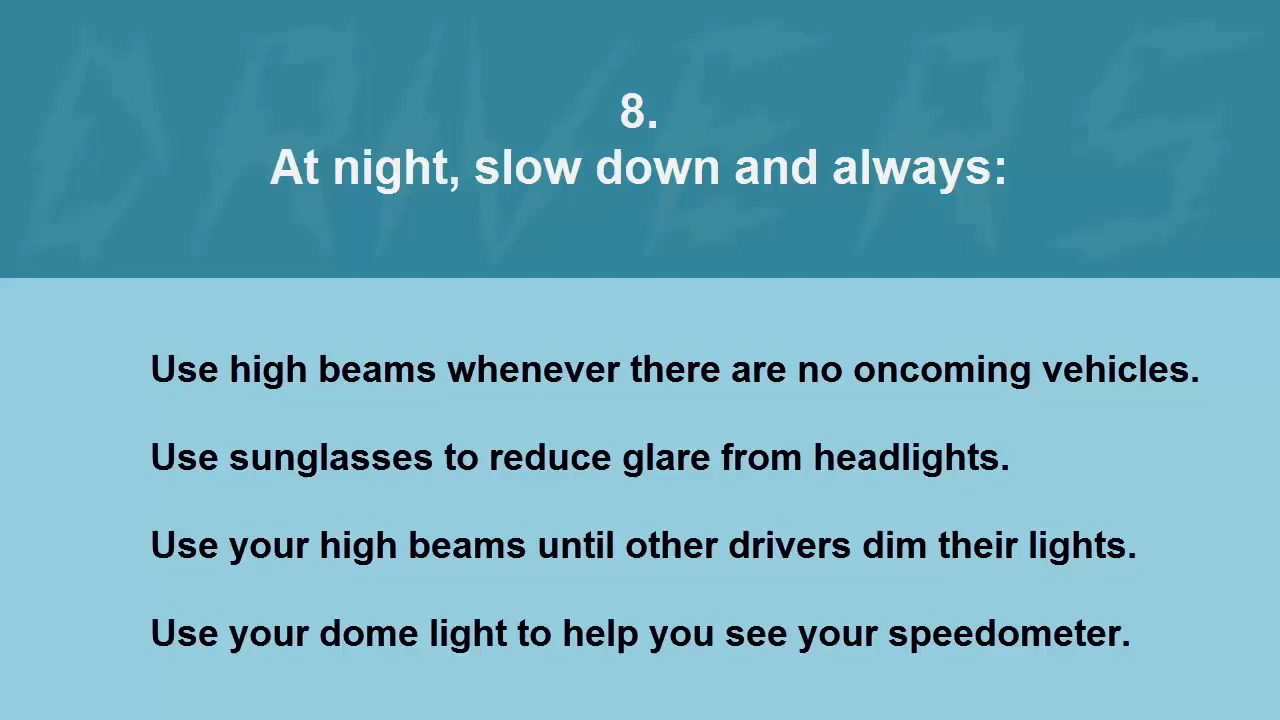 DRIVERS
8.
At night, slow down and always:
Use high beams whenever there are no oncoming vehicles.
Use sunglasses to reduce glare from headlights.
Use your high beams until other drivers dim their lights.
Use your dome light to help you see your speedometer.